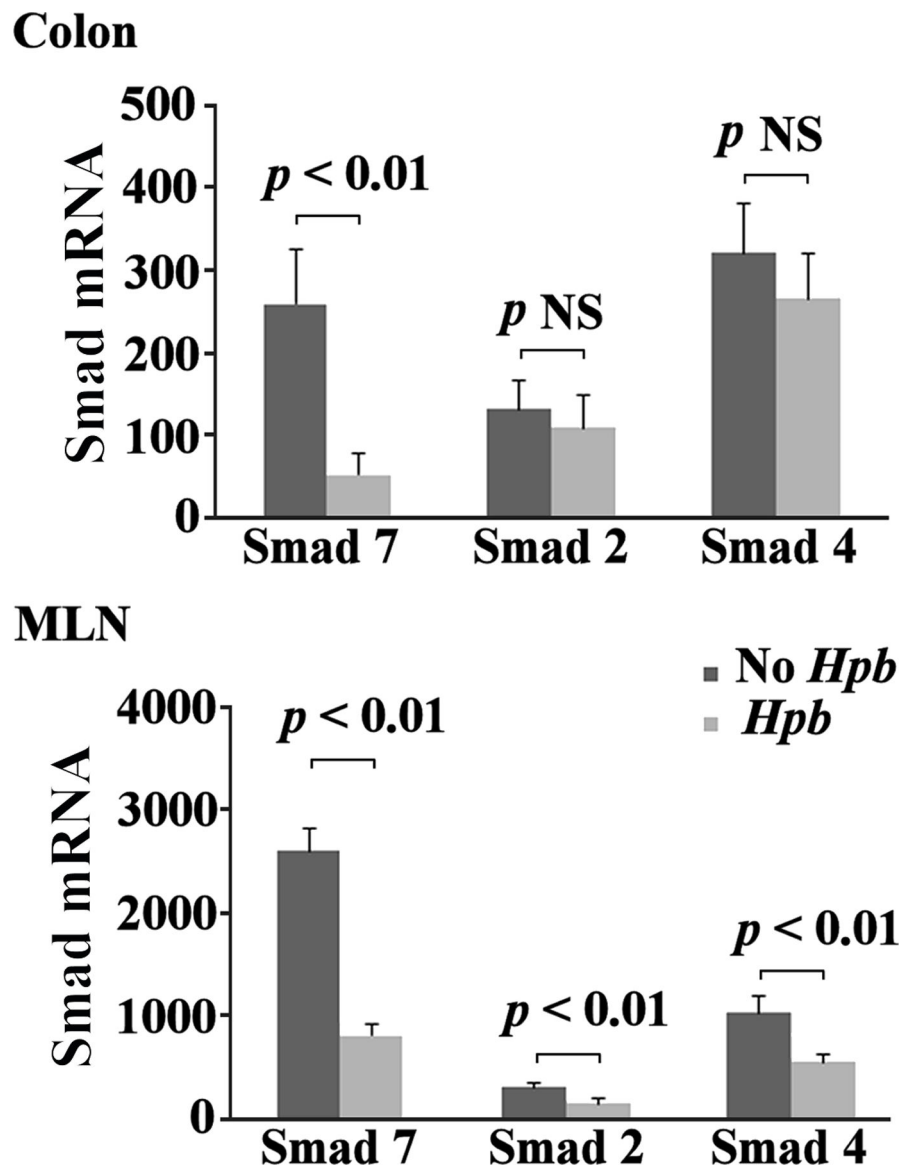 Colon
Smad mRNA
500
400
300
200
100
0
p < 0.01
p NS
p NS
Smad 7 Smad 2 Smad 4
MLN
No Hpb
Hpb
Smad mRNA
4000
3000
2000
1000
0
p < 0.01
p < 0.01
p < 0.01
Smad 7 Smad 2 Smad 4